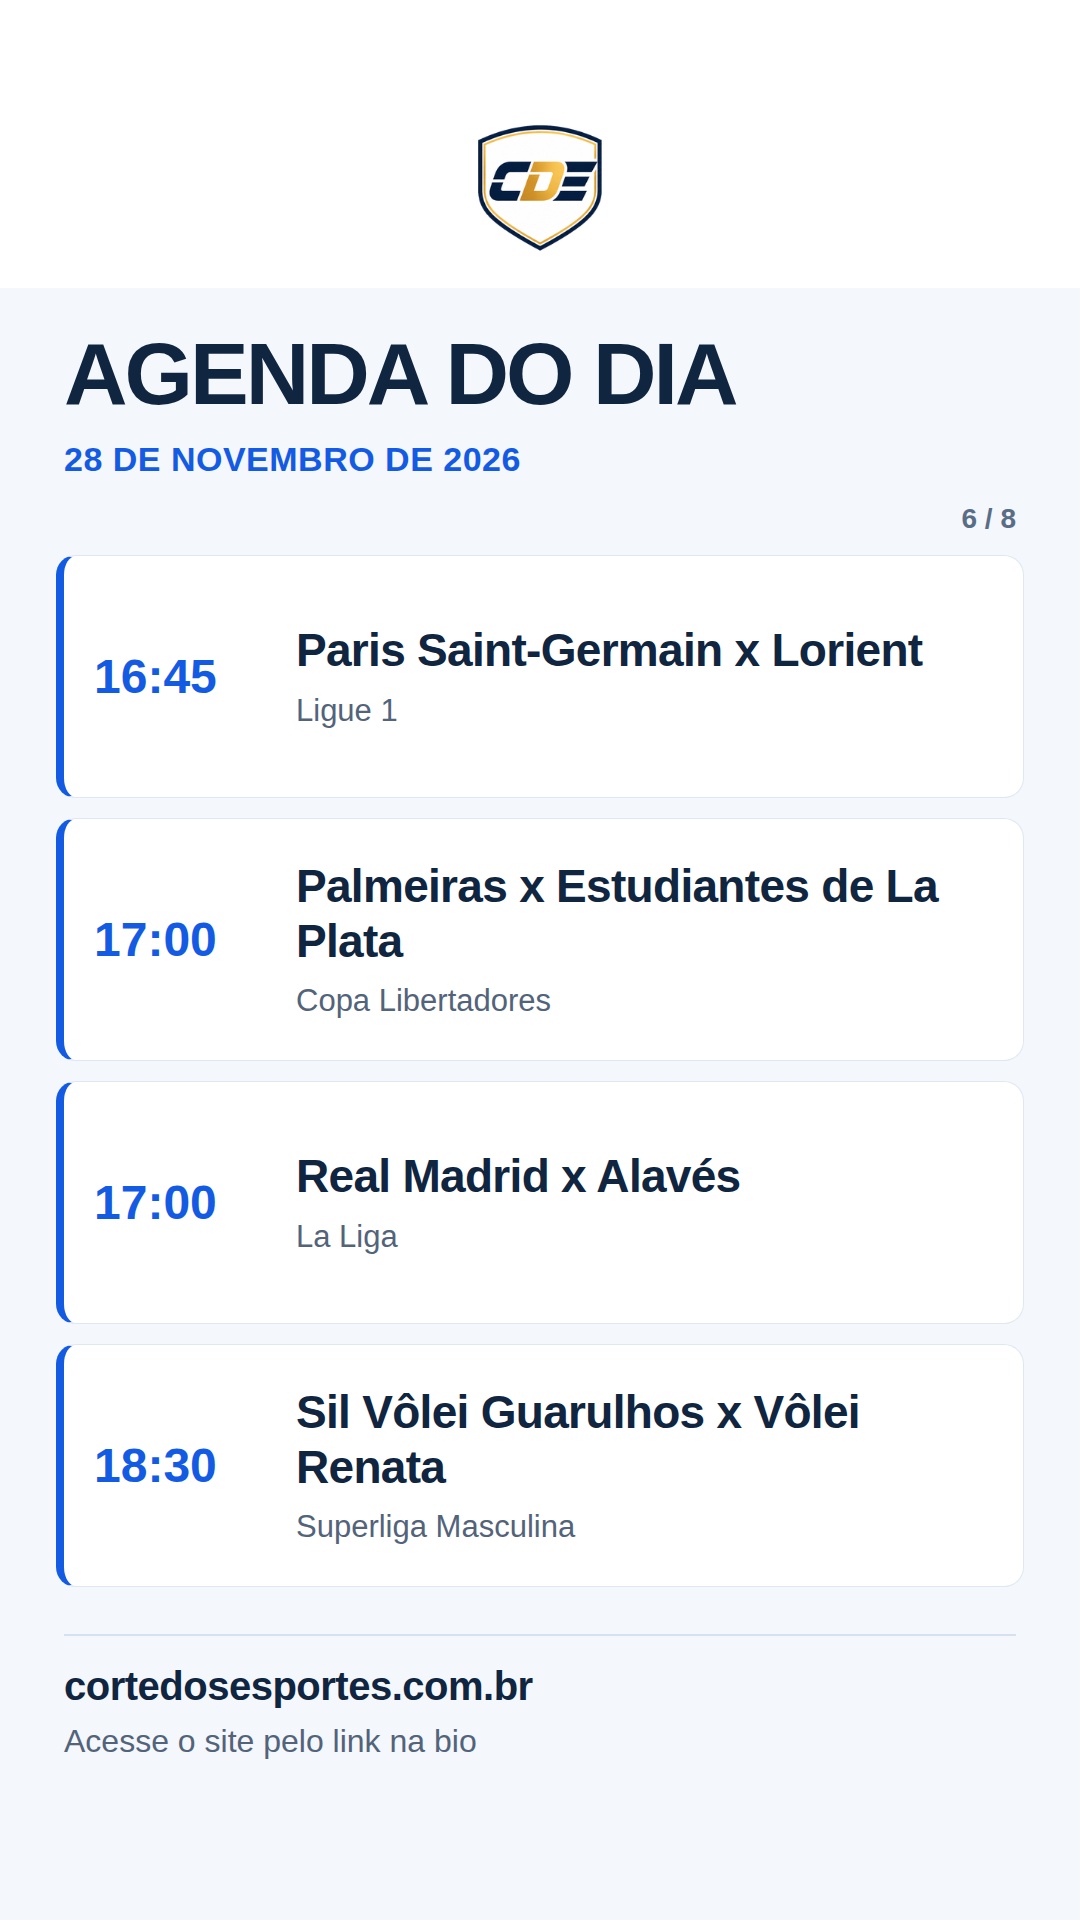 CDE
AGENDA DO DIA
28 DE NOVEMBRO DE 2026
6 / 8
16:45
Paris Saint-Germain x Lorient
Ligue 1
17:00
Palmeiras x Estudiantes de La
Plata
Copa Libertadores
17:00
Real Madrid x Alavés
La Liga
18:30
Sil Vôlei Guarulhos x Vôlei
Renata
Superliga Masculina
cortedosesportes.com.br
Acesse o site pelo link na bio